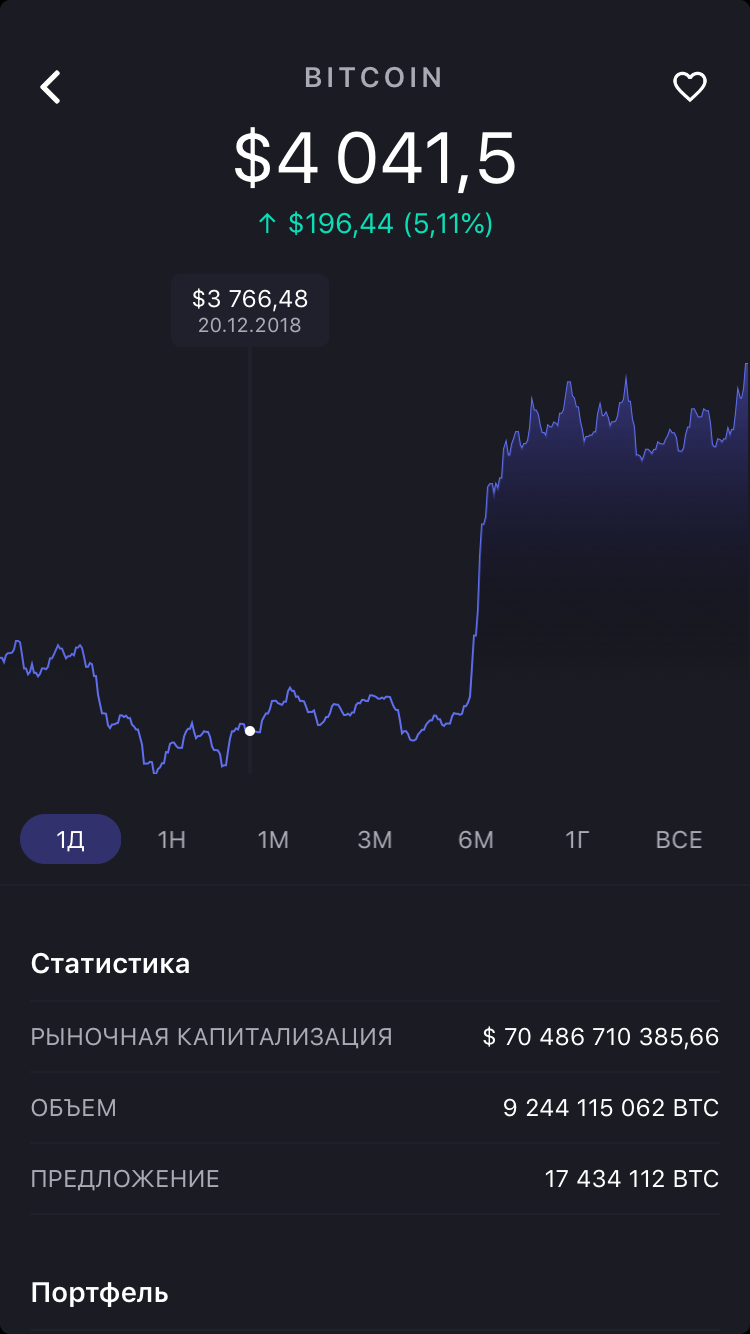 BITCOIN
$4 041,5
↑ $196,44 (5,11%)
$3 766,48
20.12.2018
1Д 1Н 1М 3М 6М 1Г ВСЕ
Статистика
РЫНОЧНАЯ КАПИТАЛИЗАЦИЯ $ 70 486 710 385,66
ОБЪЕМ 9 244 115 062 BTC
ПРЕДЛОЖЕНИЕ 17 434 112 BTC
Портфель